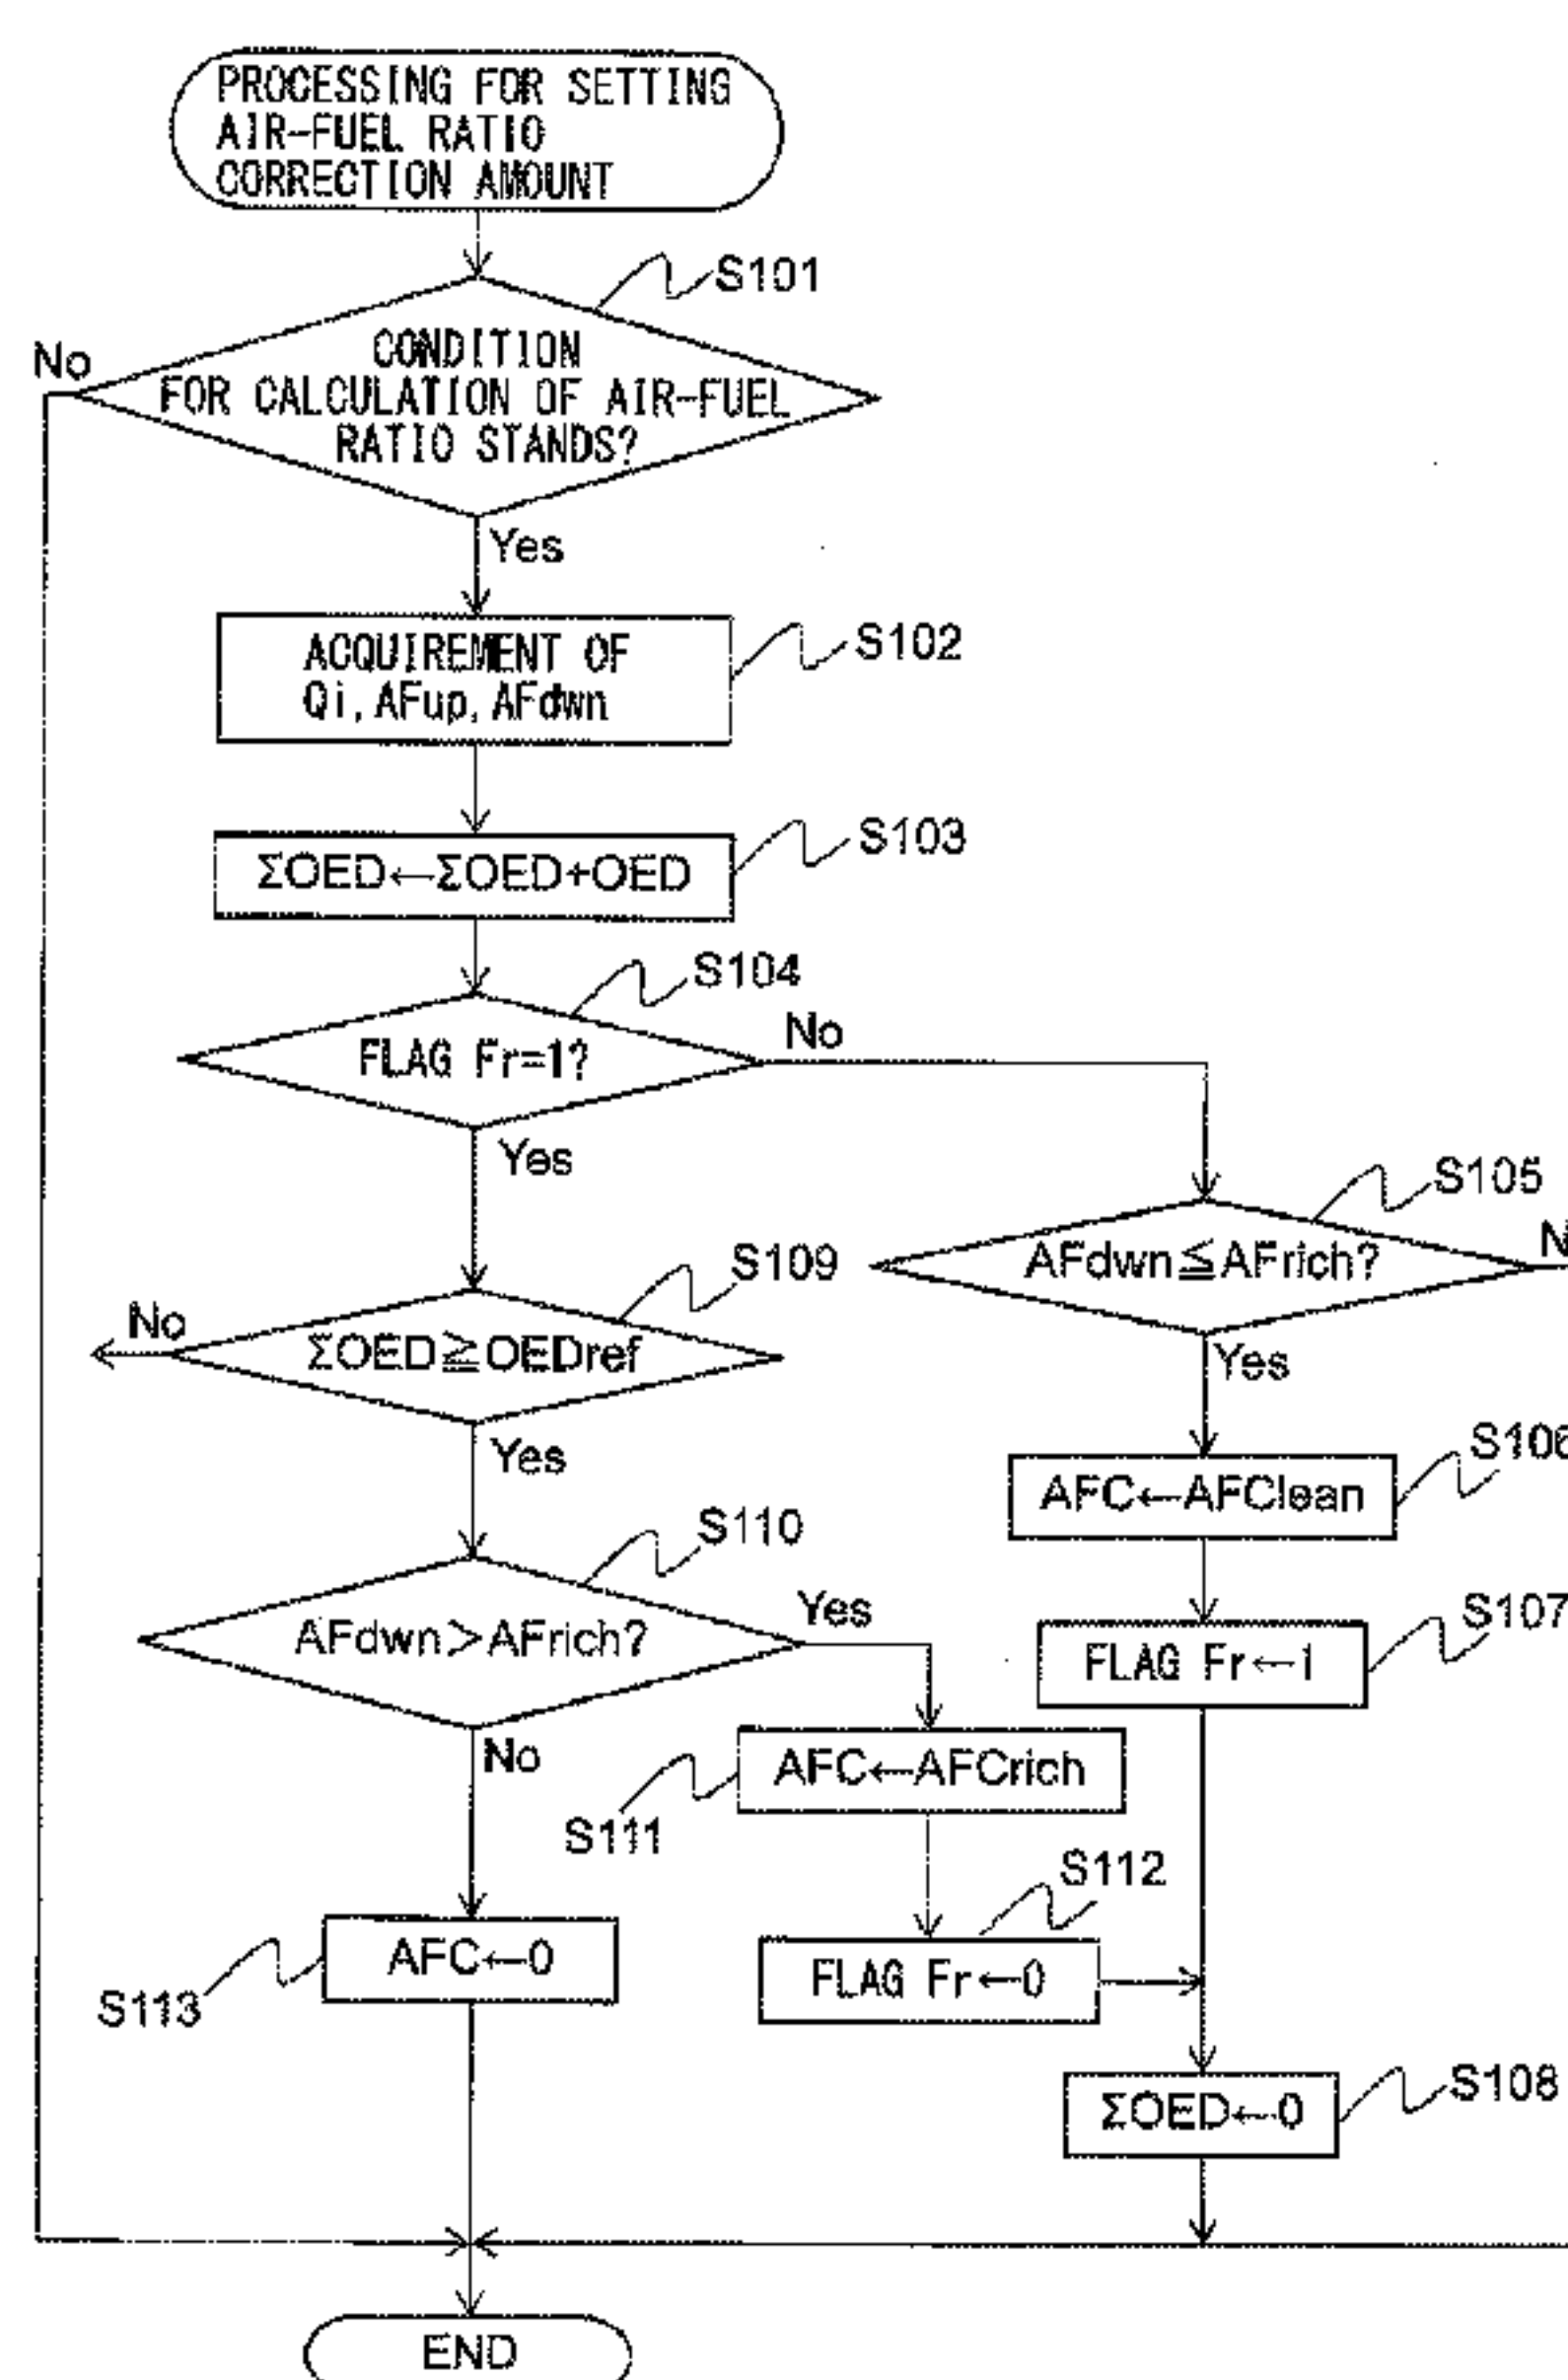 PROCESSING FOR SETTING
AIR-FUEL RATIO
CORRECTION AMOUNT
S101
No
CONDITION
FOR CALCULATION OF AIR-FUEL
RATIO STANDS?
Yes
ACQUIREMENT OF
Qi, AFup, AFdwn
S102
ΣOED←ΣOED+OED
S103
S104
FLAG Fr=1?
No
Yes
S105
AFdwn≦AFrich?
N
Yes
S109
No
ΣOED≧OEDref
Yes
S106
AFC←AFClean
S110
AFdwn>AFrich?
Yes
No
S107
FLAG Fr←1
AFC←AFCrich
S111
S112
FLAG Fr←0
AFC←0
S113
S108
ΣOED←0
END